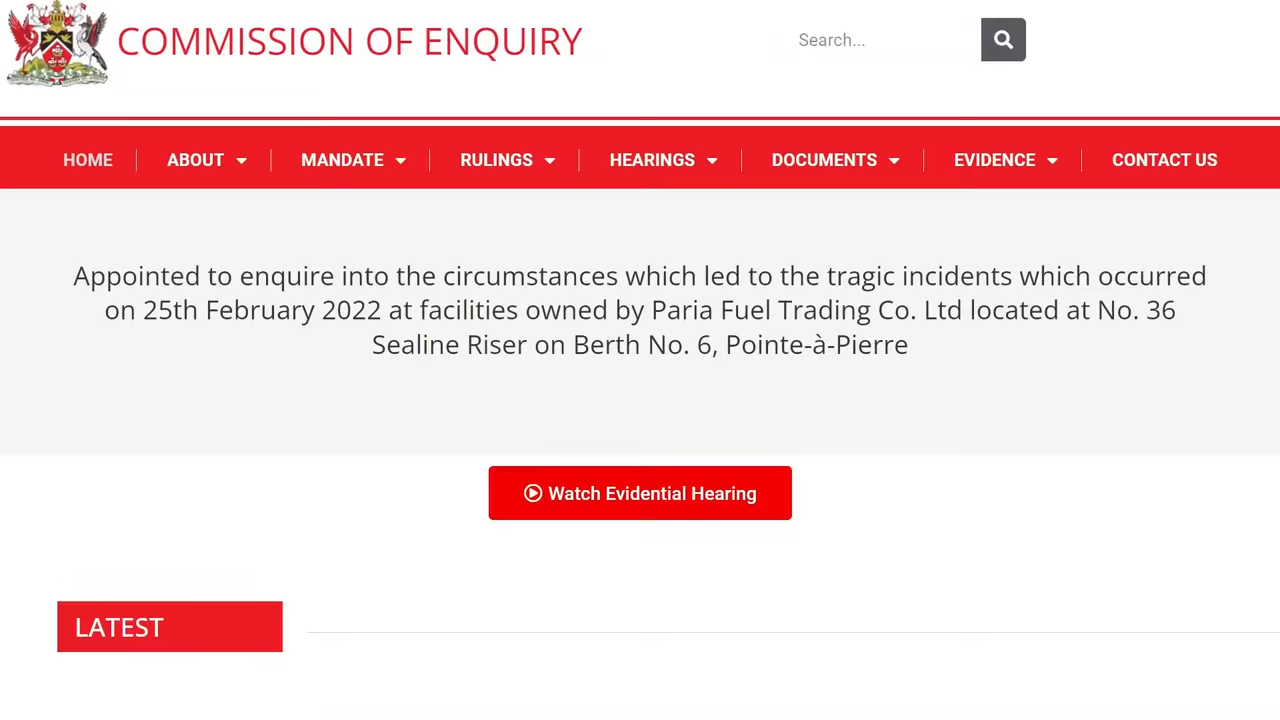 COMMISSION OF ENQUIRY
Search...
HOME
ABOUT
MANDATE
RULINGS
HEARINGS
DOCUMENTS
EVIDENCE
CONTACT US
Appointed to enquire into the circumstances which led to the tragic incidents which occurred
on 25th February 2022 at facilities owned by Paria Fuel Trading Co. Ltd located at No. 36
Sealine Riser on Berth No. 6, Pointe-à-Pierre
Watch Evidential Hearing
LATEST